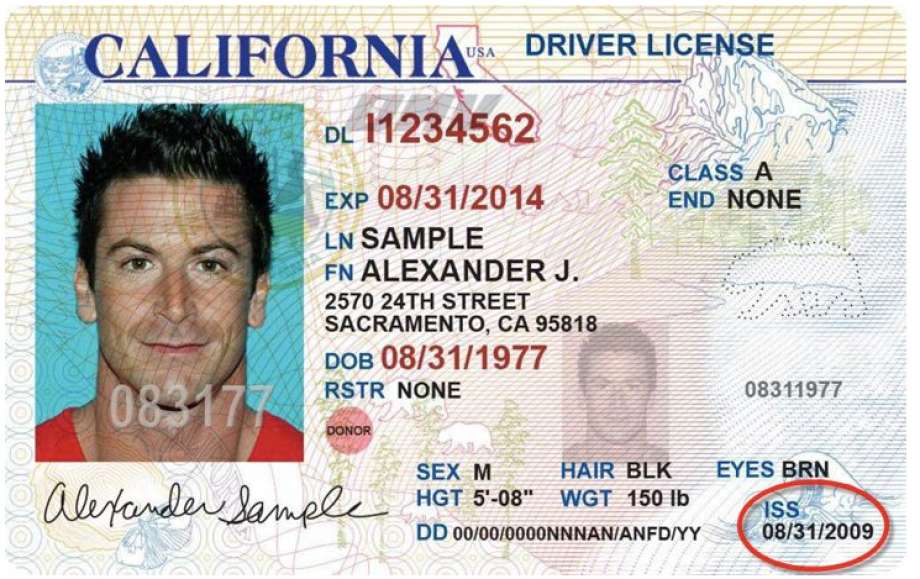 CALIFORNIA USA DRIVER LICENSE
DMV
DL I1234562
CLASS A
EXP 08/31/2014
END NONE
LN SAMPLE
FN ALEXANDER J.
2570 24TH STREET
SACRAMENTO, CA 95818
DOB 08/31/1977
RSTR NONE
08311977
083177
DONOR
SEX M HAIR BLK EYES BRN
HGT 5'-08" WGT 150 lb
ISS
DD 00/00/0000NNNAN/ANFD/YY 08/31/2009
Alexander Sample